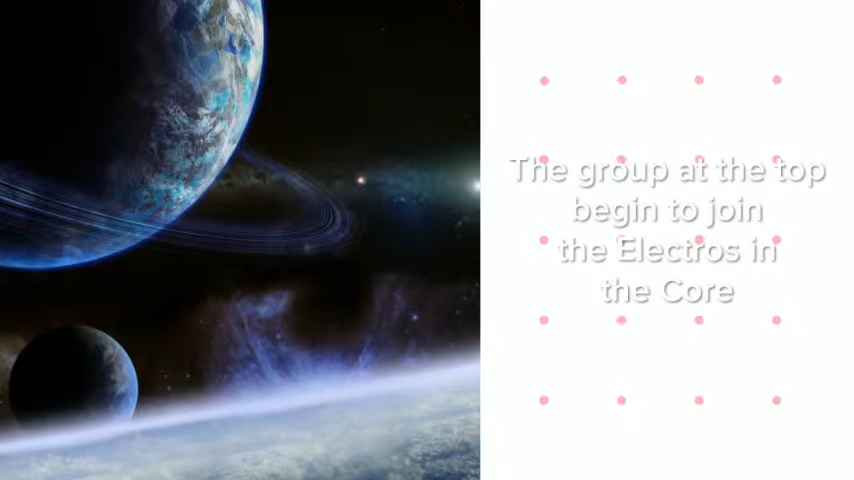 The group at the top
begin to join
the Electros in
the Core